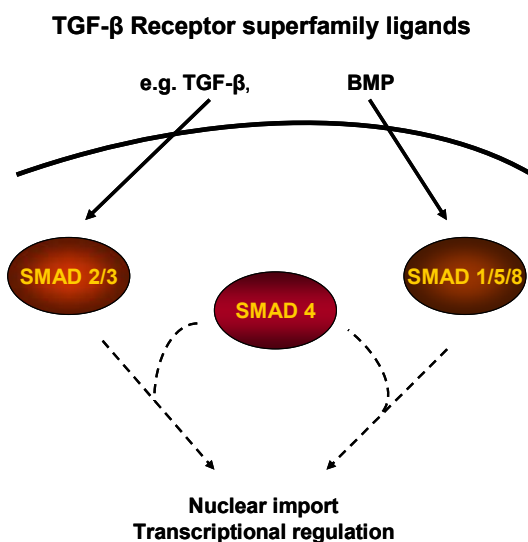 TGF-β Receptor superfamily ligands
e.g. TGF-β,
BMP
SMAD 2/3
SMAD 1/5/8
SMAD 4
Nuclear import
Transcriptional regulation